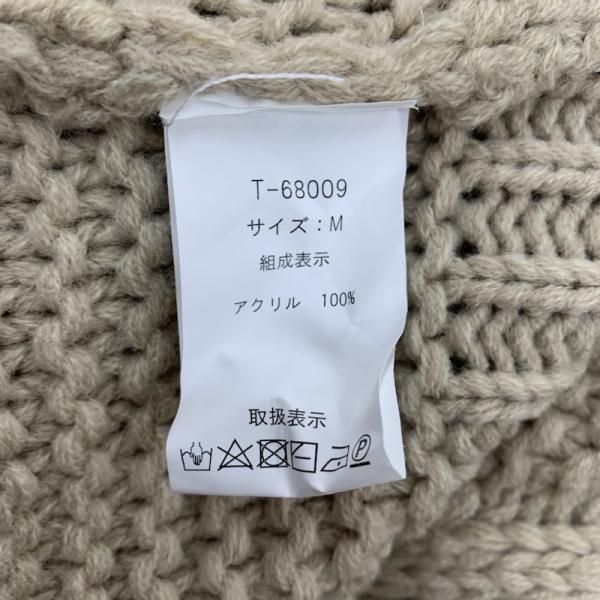 T-68009
サイズ：M
組成表示
アクリル 100%
取扱表示
P